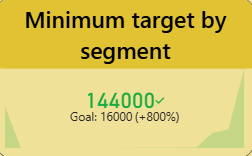 Minimum target by
segment
144000✓
Goal: 16000 (+800%)